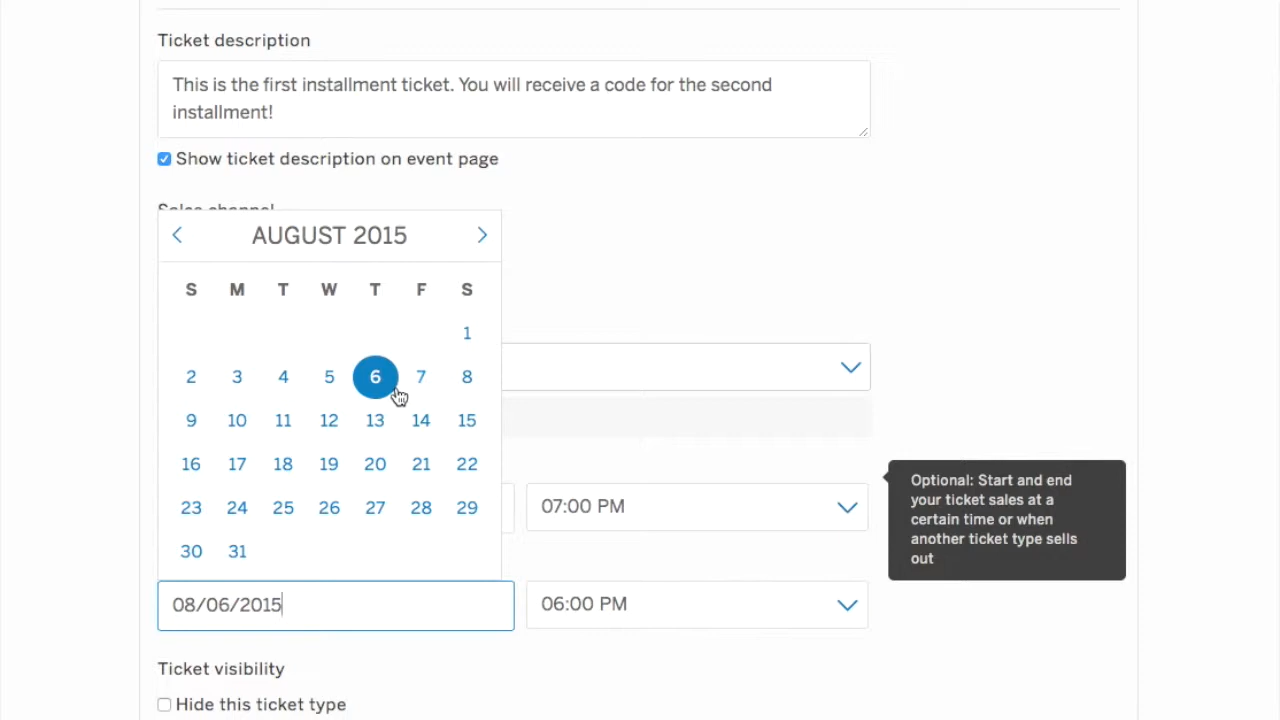 Ticket description
This is the first installment ticket. You will receive a code for the second
installment!
Show ticket description on event page
Sales channel
AUGUST 2015
S M T W T F S
1
2 3 4 5 6 7 8
9 10 11 12 13 14 15
16 17 18 19 20 21 22
23 24 25 26 27 28 29
30 31
07:00 PM
Optional: Start and end
your ticket sales at a
certain time or when
another ticket type sells
out
08/06/2015
06:00 PM
Ticket visibility
Hide this ticket type